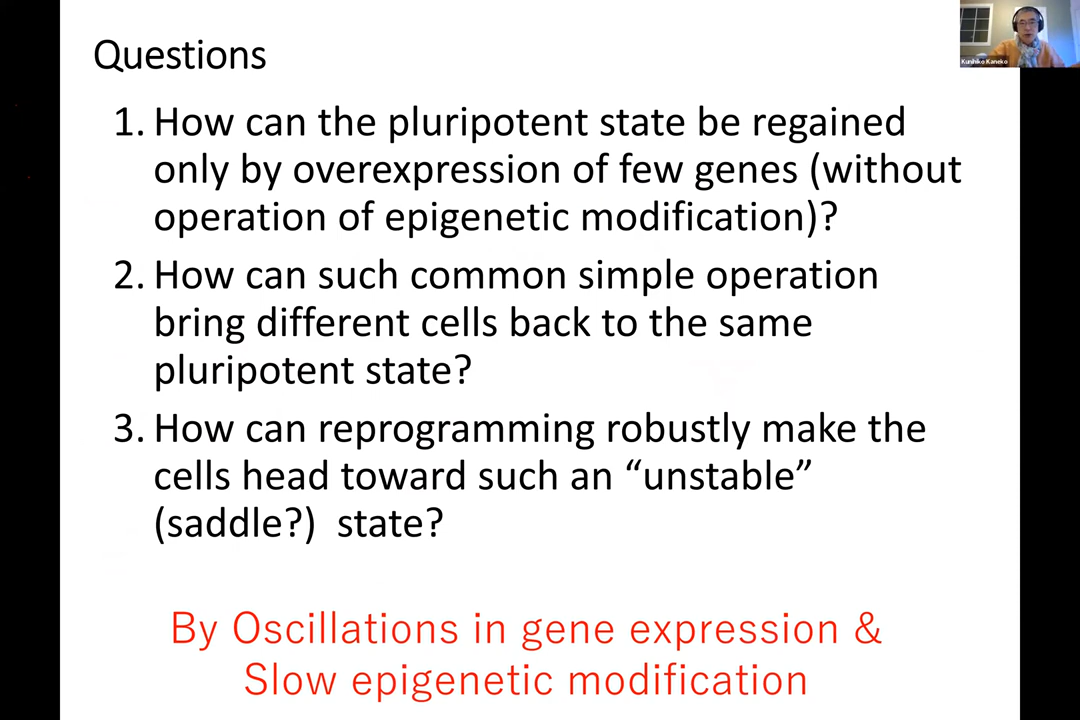 Questions
1. How can the pluripotent state be regained
only by overexpression of few genes (without
operation of epigenetic modification)?
2. How can such common simple operation
bring different cells back to the same
pluripotent state?
3. How can reprogramming robustly make the
cells head toward such an “unstable”
(saddle?) state?
By Oscillations in gene expression &
Slow epigenetic modification
Kunihiko Kaneko